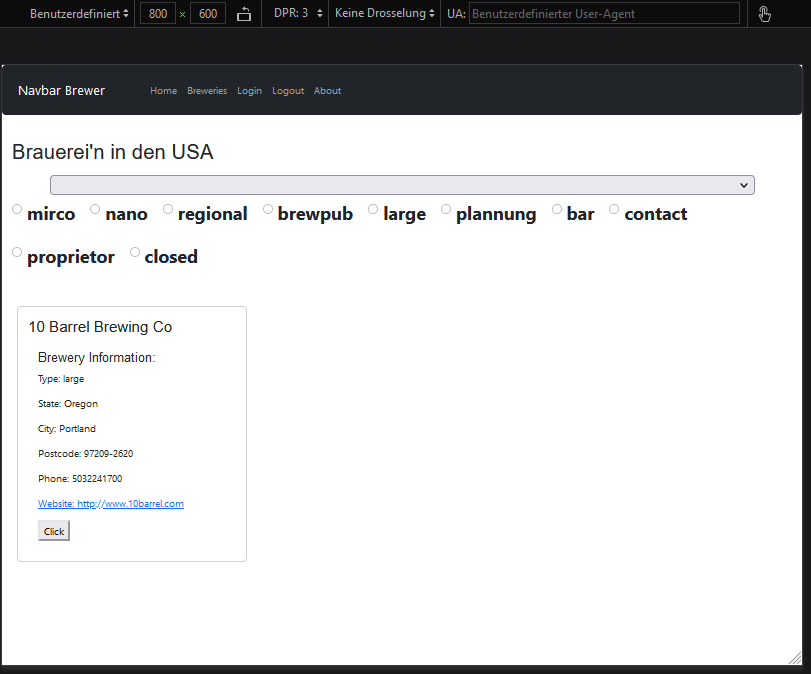 Benutzerdefiniert 800 × 600 DPR: 3 Keine Drosselung UA: Benutzerdefinierter User-Agent
Navbar Brewer Home Breweries Login Logout About
Brauerei'n in den USA
mirco nano regional brewpub large plannung bar contact
proprietor closed
10 Barrel Brewing Co
Brewery Information:
Type: large
State: Oregon
City: Portland
Postcode: 97209-2620
Phone: 5032241700
Website: http://www.10barrel.com
Click